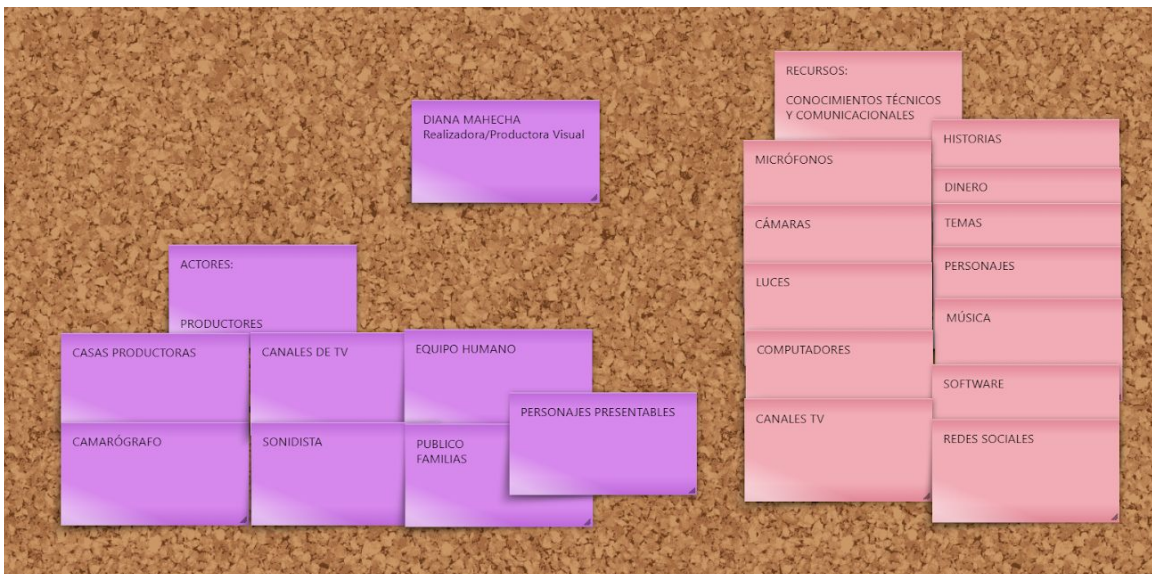 DIANA MAHECHA
Realizadora/Productora Visual
ACTORES:
PRODUCTORES
CASAS PRODUCTORAS
CANALES DE TV
EQUIPO HUMANO
PERSONAJES PRESENTABLES
CAMARÓGRAFO
SONIDISTA
PUBLICO
FAMILIAS
RECURSOS:
CONOCIMIENTOS TÉCNICOS
Y COMUNICACIONALES
MICRÓFONOS
CÁMARAS
LUCES
COMPUTADORES
CANALES TV
HISTORIAS
DINERO
TEMAS
PERSONAJES
MÚSICA
SOFTWARE
REDES SOCIALES